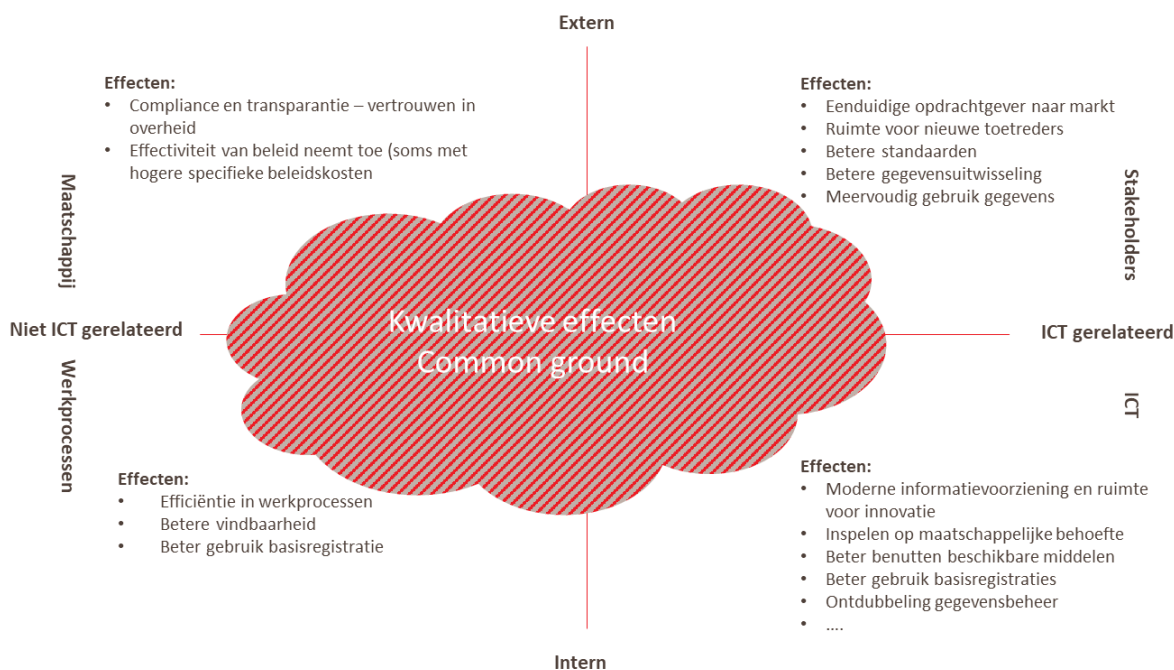 Extern
Effecten:
• Compliance en transparantie – vertrouwen in
overheid
• Effectiviteit van beleid neemt toe (soms met
hogere specifieke beleidskosten
Effecten:
• Eenduidige opdrachtgever naar markt
• Ruimte voor nieuwe toetreders
• Betere standaarden
• Betere gegevensuitwisseling
• Meervoudig gebruik gegevens
Maatschappij
Stakeholders
Kwalitatieve effecten
Common ground
Niet ICT gerelateerd
ICT gerelateerd
Werkprocessen
ICT
Effecten:
• Efficiëntie in werkprocessen
• Betere vindbaarheid
• Beter gebruik basisregistratie
Effecten:
• Moderne informatievoorziening en ruimte
voor innovatie
• Inspelen op maatschappelijke behoefte
• Beter benutten beschikbare middelen
• Beter gebruik basisregistraties
• Ontdubbeling gegevensbeheer
• ....
Intern